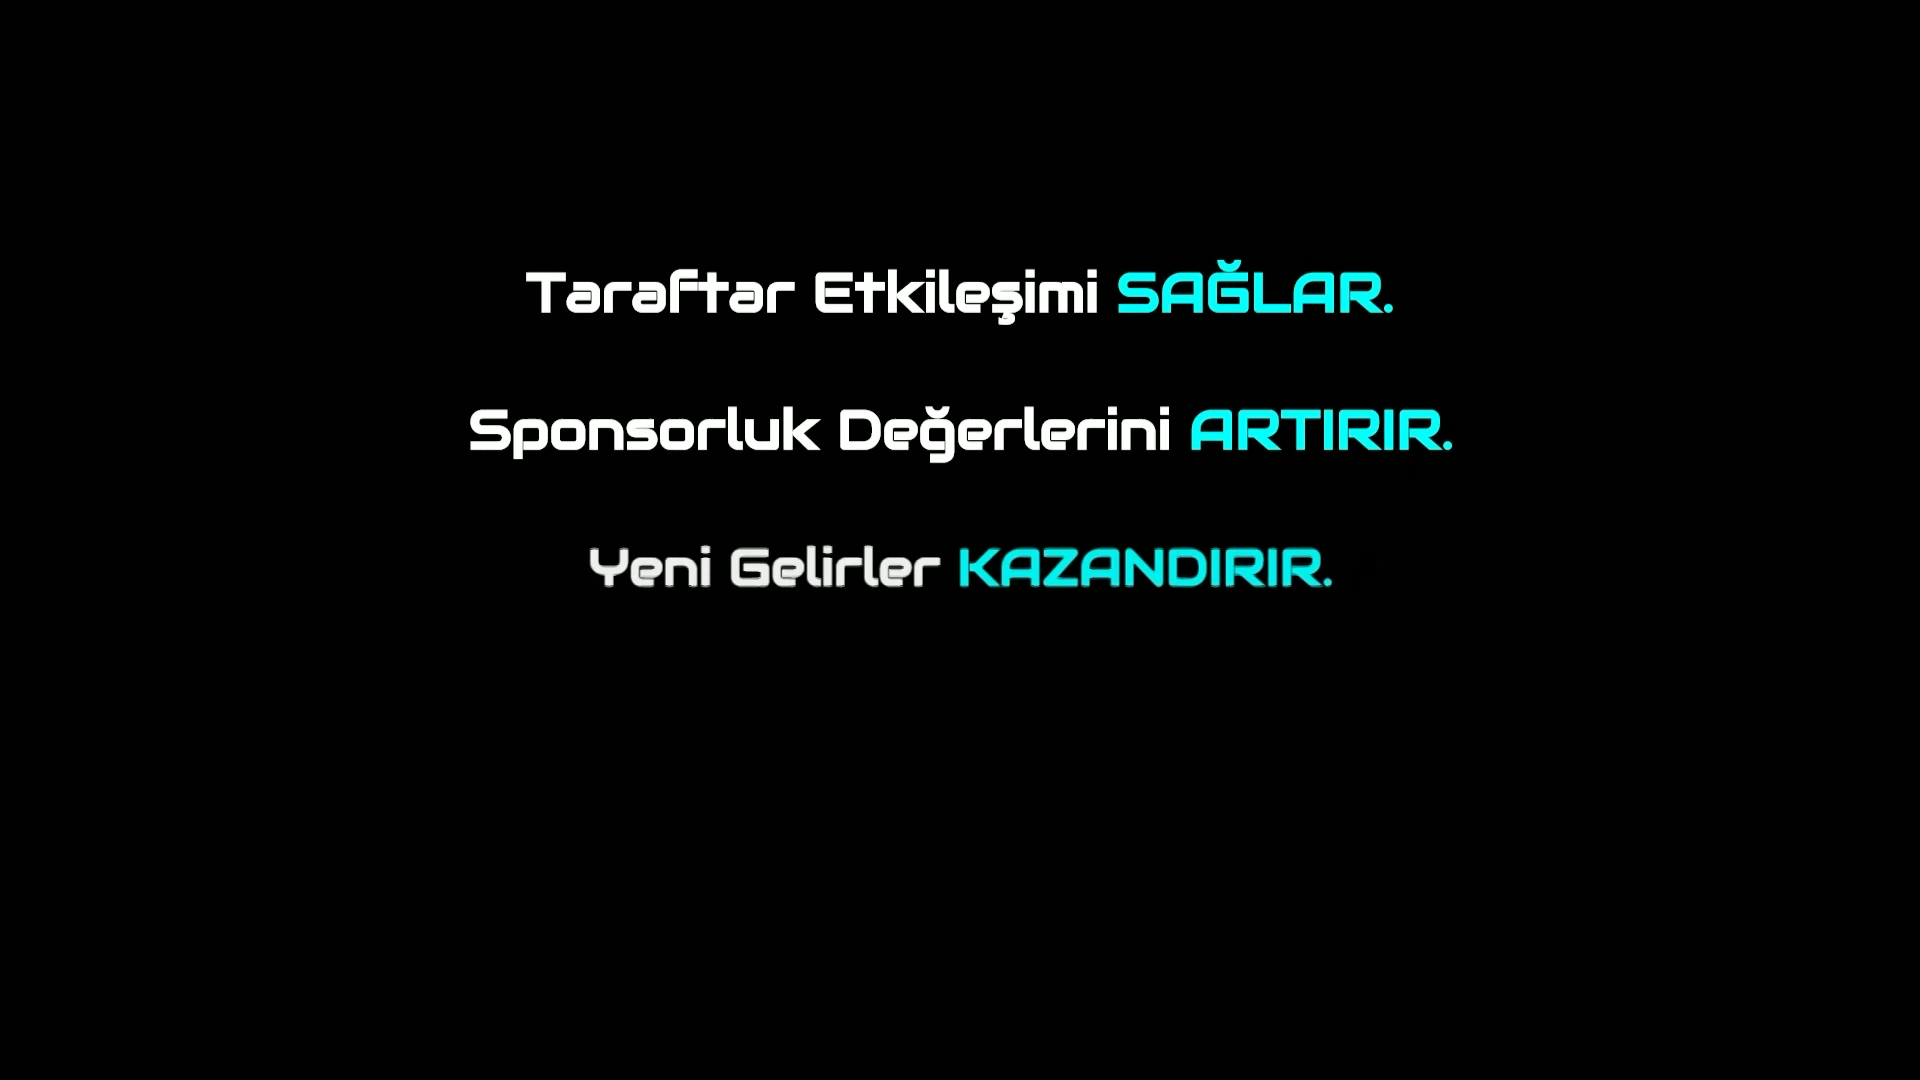 Taraftar Etkileşimi SAĞLAR.
Sponsorluk Değerlerini ARTIRIR.
Yeni Gelirler KAZANDIRIR.